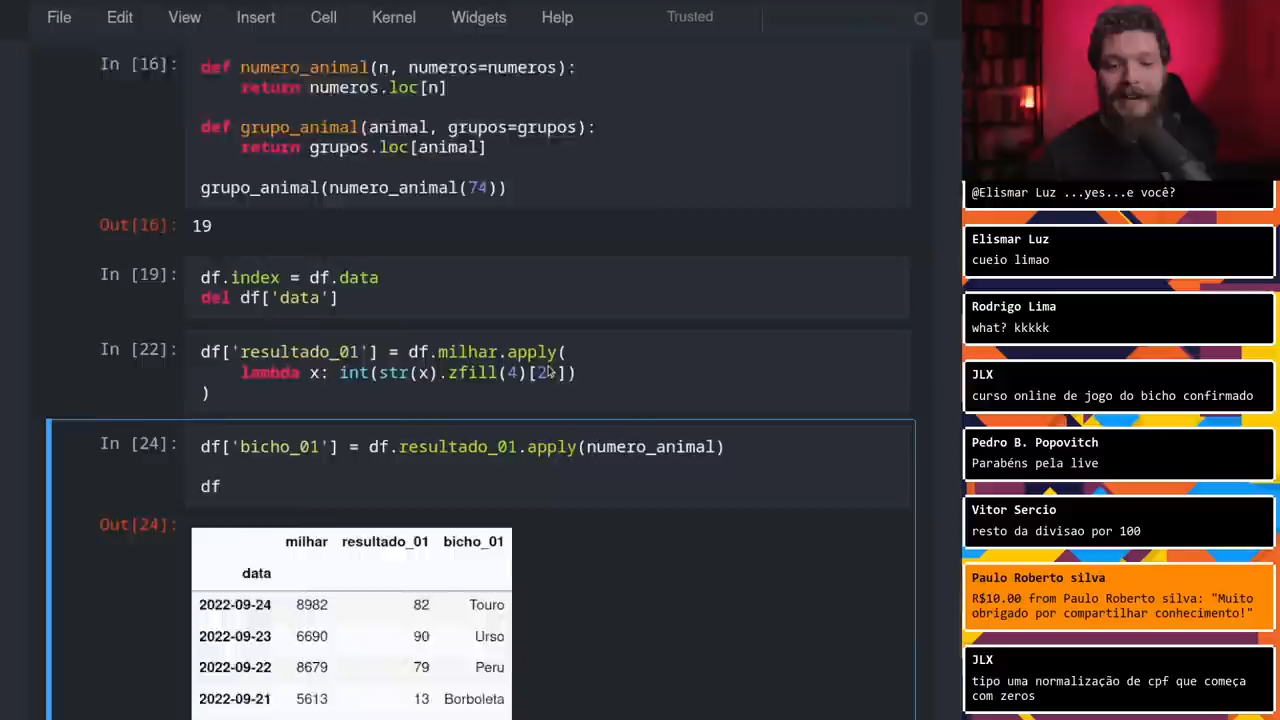 File Edit View Insert Cell Kernel Widgets Help Trusted
In [16]: def numero_animal(n, numeros=numeros):
return numeros.loc[n]
def grupo_animal(animal, grupos=grupos):
return grupos.loc[animal]
grupo_animal(numero_animal(74))
Out[16]: 19
In [19]: df.index = df.data
del df['data']
In [22]: df['resultado_01'] = df.milhar.apply(
lambda x: int(str(x).zfill(4)[2:])
)
In [24]: df['bicho_01'] = df.resultado_01.apply(numero_animal)
df
Out[24]:
milhar resultado_01 bicho_01
data
2022-09-24 8982 82 Touro
2022-09-23 6690 90 Urso
2022-09-22 8679 79 Peru
2022-09-21 5613 13 Borboleta
@Elismar Luz ...yes...e você?
Elismar Luz
cueio limao
Rodrigo Lima
what? kkkkk
JLX
curso online de jogo do bicho confirmado
Pedro B. Popovitch
Parabéns pela live
Vitor Sercio
resto da divisao por 100
Paulo Roberto silva
R$10.00 from Paulo Roberto silva: "Muito
obrigado por compartilhar conhecimento!"
JLX
tipo uma normalização de cpf que começa
com zeros